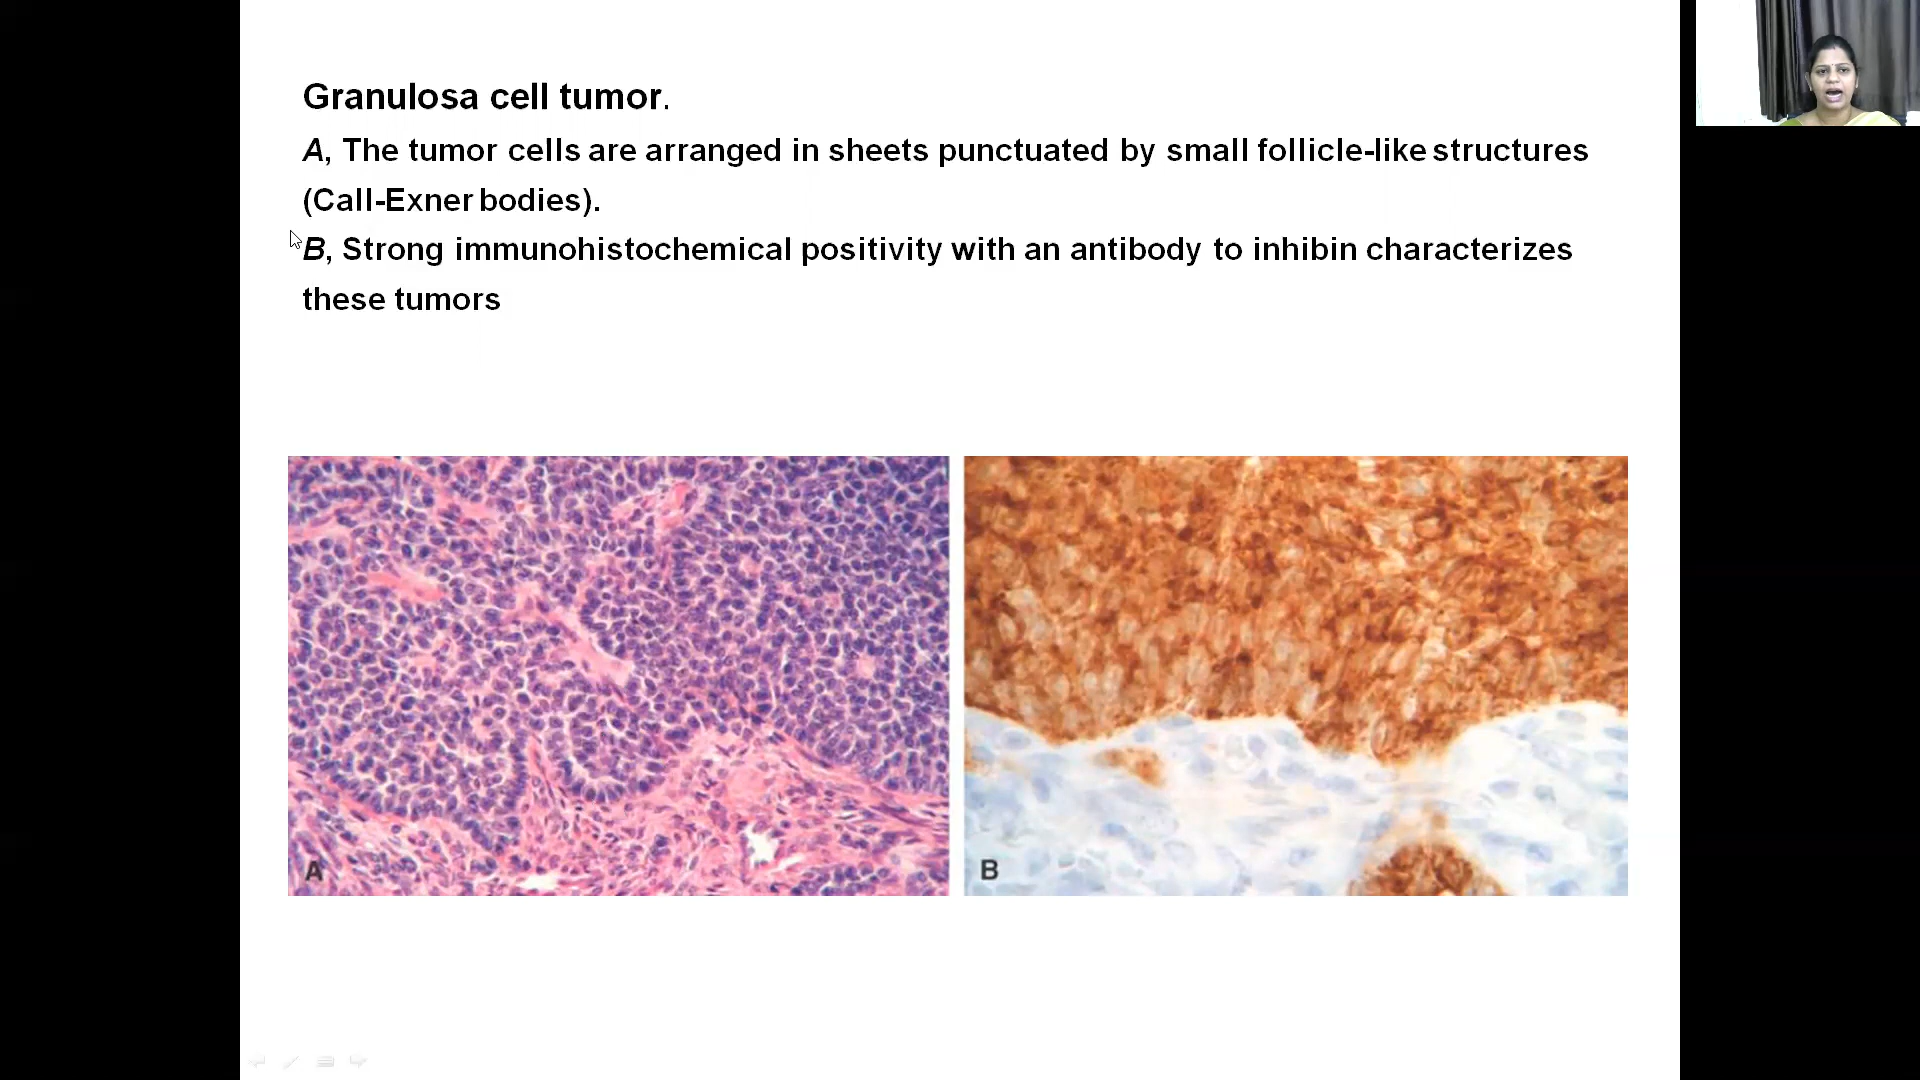 Granulosa cell tumor.
A, The tumor cells are arranged in sheets punctuated by small follicle-like structures
(Call-Exner bodies).
B, Strong immunohistochemical positivity with an antibody to inhibin characterizes
these tumors
A
B